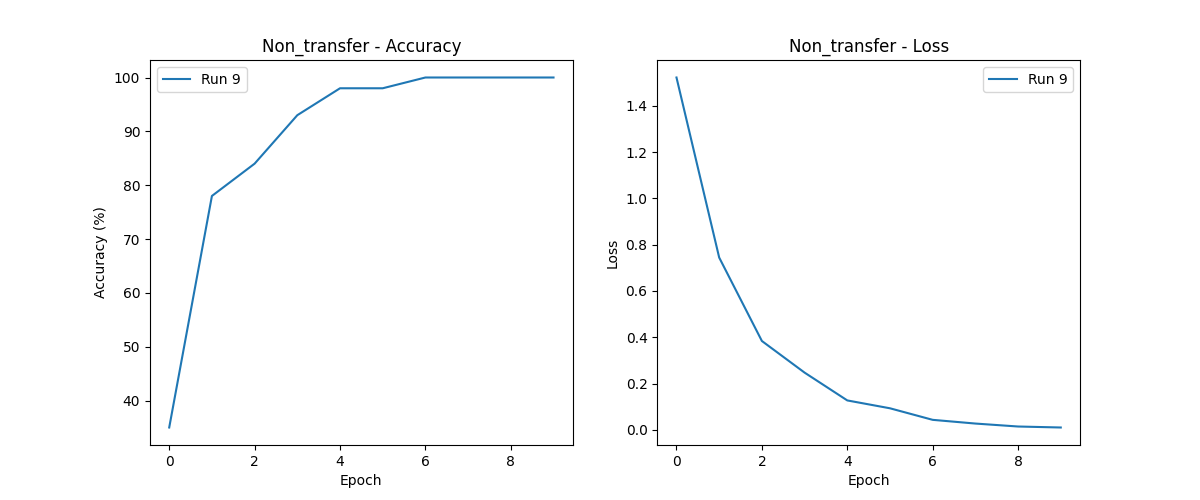 Non_transfer - Accuracy
Run 9
100
90
80
70
60
50
40
Accuracy (%)
0 2 4 6 8
Epoch
Non_transfer - Loss
Run 9
1.4
1.2
1.0
0.8
0.6
0.4
0.2
0.0
Loss
0 2 4 6 8
Epoch